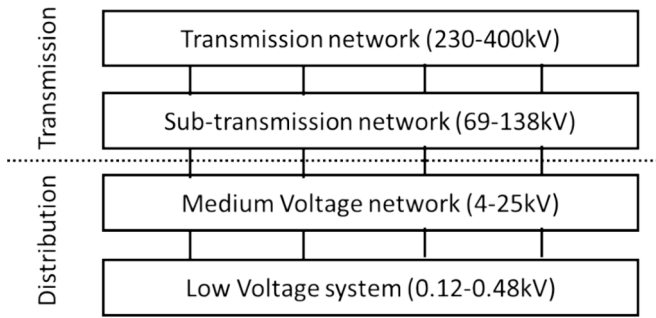 Transmission
Transmission network (230-400kV)
Sub-transmission network (69-138kV)
Distribution
Medium Voltage network (4-25kV)
Low Voltage system (0.12-0.48kV)